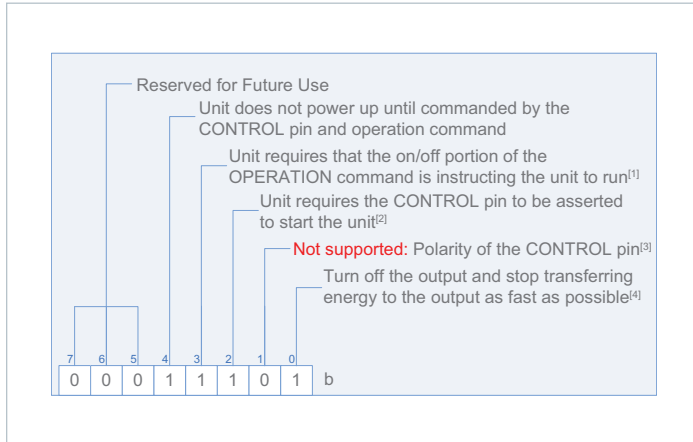 Reserved for Future Use
Unit does not power up until commanded by the
CONTROL pin and operation command
Unit requires that the on/off portion of the
OPERATION command is instructing the unit to run[1]
Unit requires the CONTROL pin to be asserted
to start the unit[2]
Not supported: Polarity of the CONTROL pin[3]
Turn off the output and stop transferring
energy to the output as fast as possible[4]
7 6 5 4 3 2 1 0
0 0 0 1 1 1 0 1 b